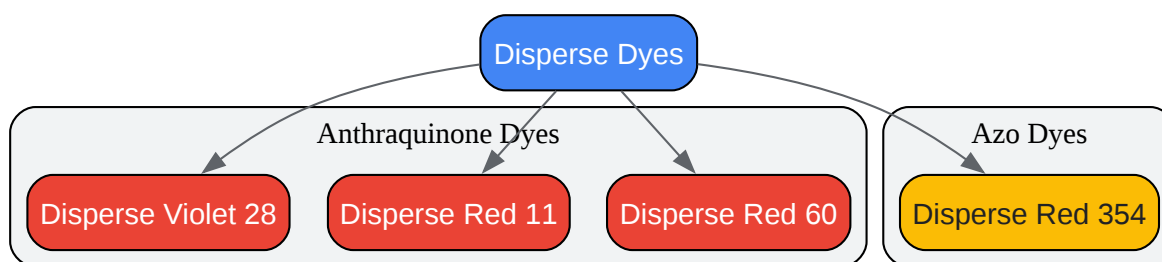 Disperse Dyes
Anthraquinone Dyes
Azo Dyes
Disperse Violet 28
Disperse Red 11
Disperse Red 60
Disperse Red 354